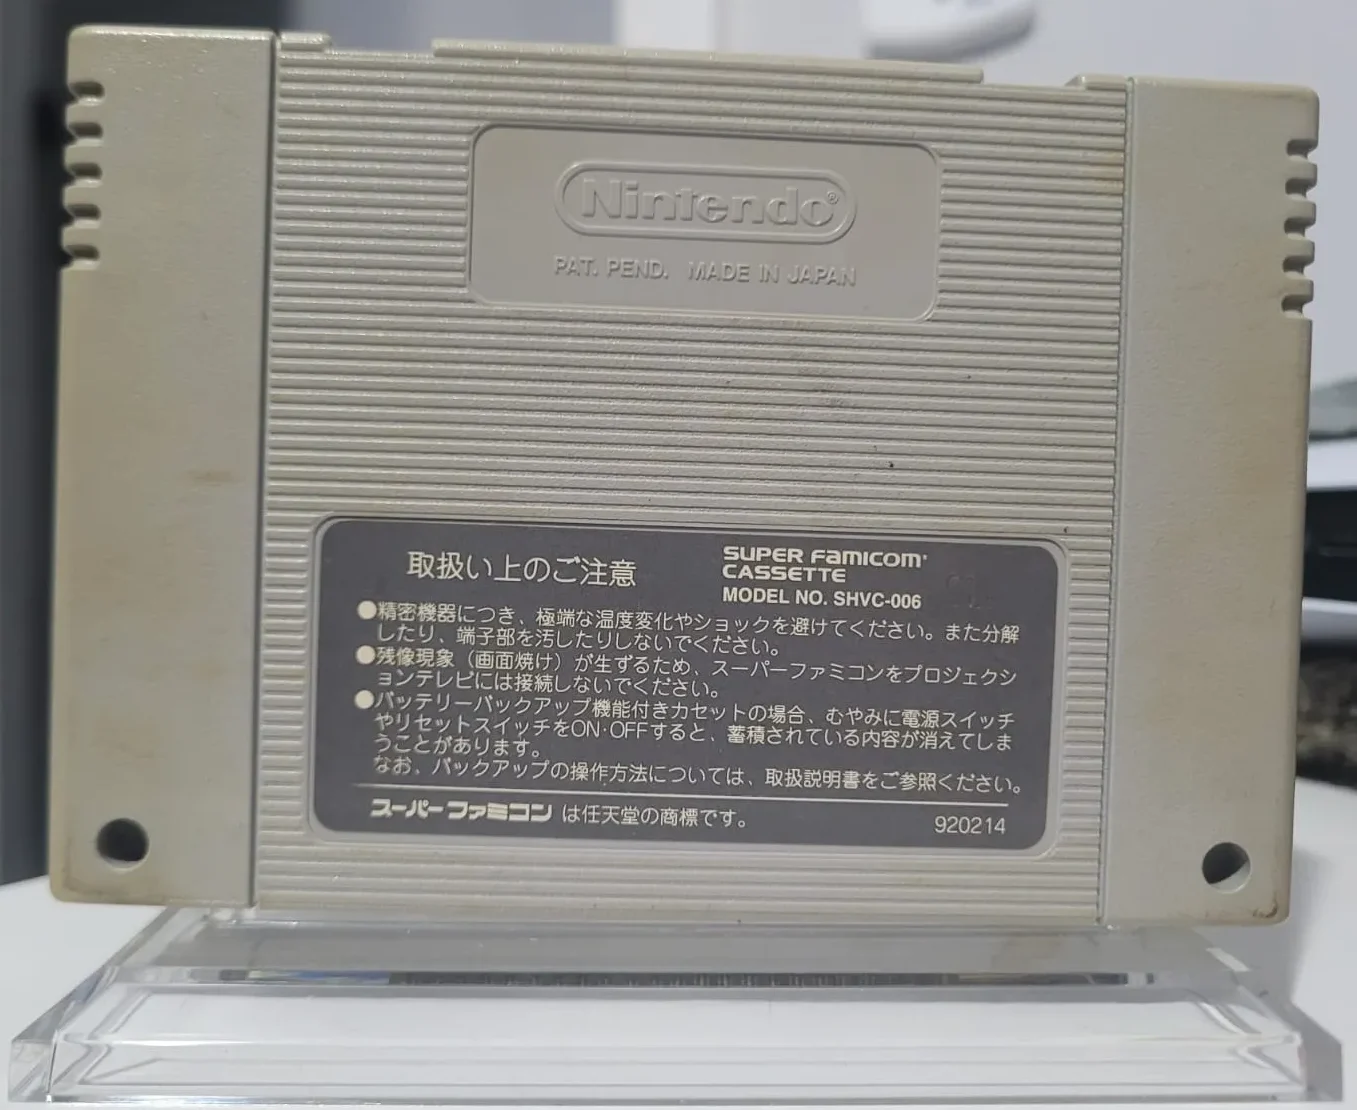 Nintendo®
PAT. PEND. MADE IN JAPAN
取扱い上のご注意
SUPER FAMICOM
CASSETTE
MODEL NO. SHVC-006
●精密機器につき、極端な温度変化やショックを避けてください。また分解
したり、端子部を汚したりしないでください。
●残像現象（画面焼け）が生ずるため、スーパーファミコンをプロジェクシ
ョンテレビには接続しないでください。
●バッテリーバックアップ機能付きカセットの場合、むやみに電源スイッチ
やリセットスイッチをON·OFFすると、蓄積されている内容が消えてしま
うことがあります。
なお、バックアップの操作方法については、取扱説明書をご参照ください。
スーパーファミコン は任天堂の商標です。
920214